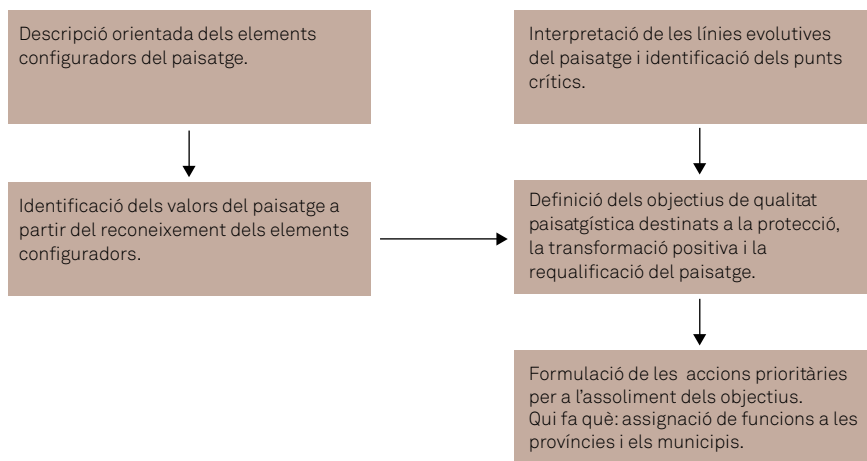 Descripció orientada dels elements
configuradors del paisatge.
Identificació dels valors del paisatge a
partir del reconeixement dels elements
configuradors.
Interpretació de les línies evolutives
del paisatge i identificació dels punts
crítics.
Definició dels objectius de qualitat
paisatgística destinats a la protecció,
la transformació positiva i la
requalificació del paisatge.
Formulació de les accions prioritàries
per a l'assoliment dels objectius.
Qui fa què: assignació de funcions a les
províncies i els municipis.